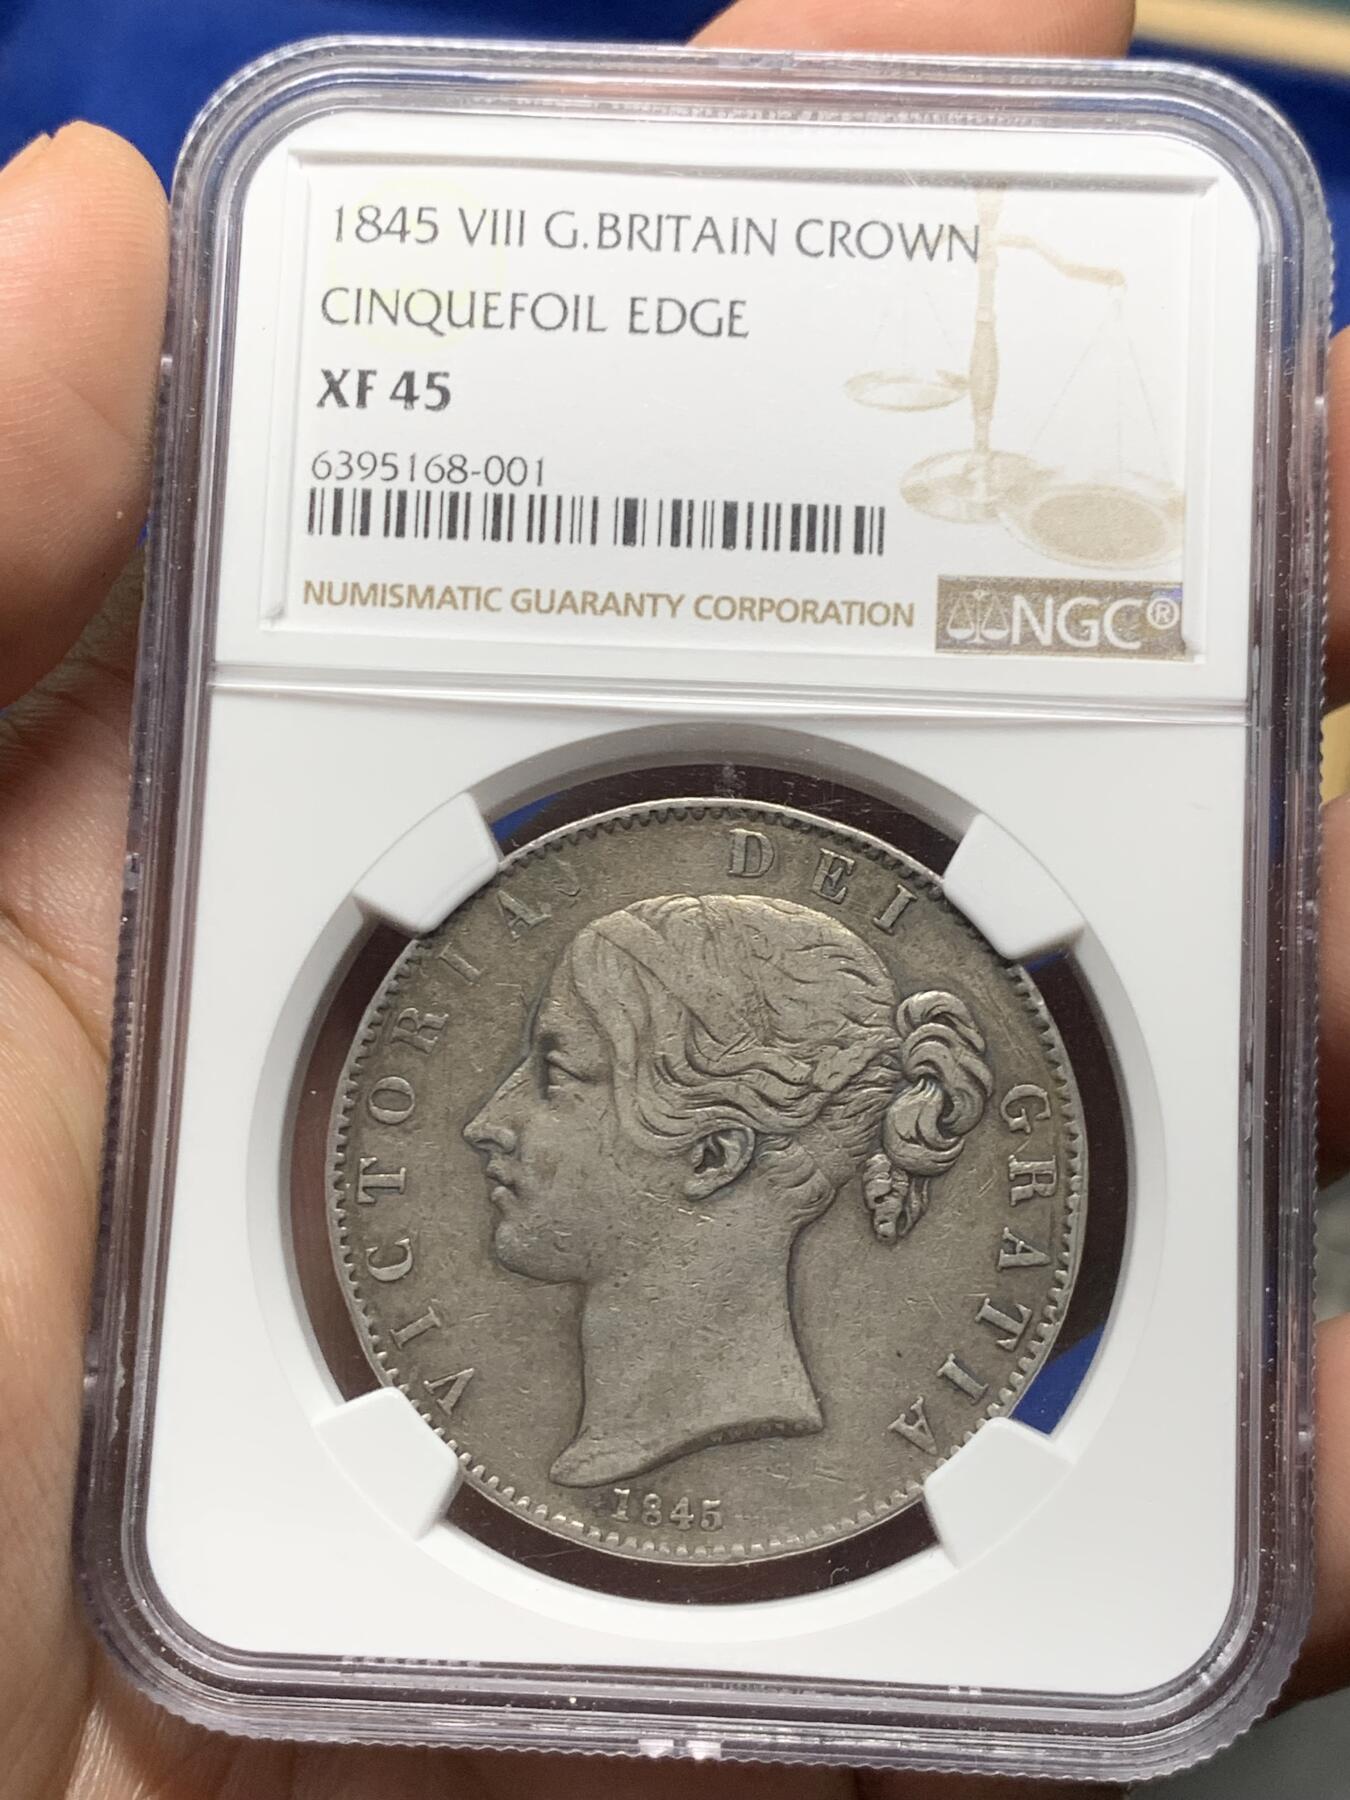 1845 VIII G.BRITAIN CROWN
CINQUEFOIL EDGE
XF 45
6395168-001
NUMISMATIC GUARANTY CORPORATION
NGC®
VICTORIA DEI GRATIA
1845